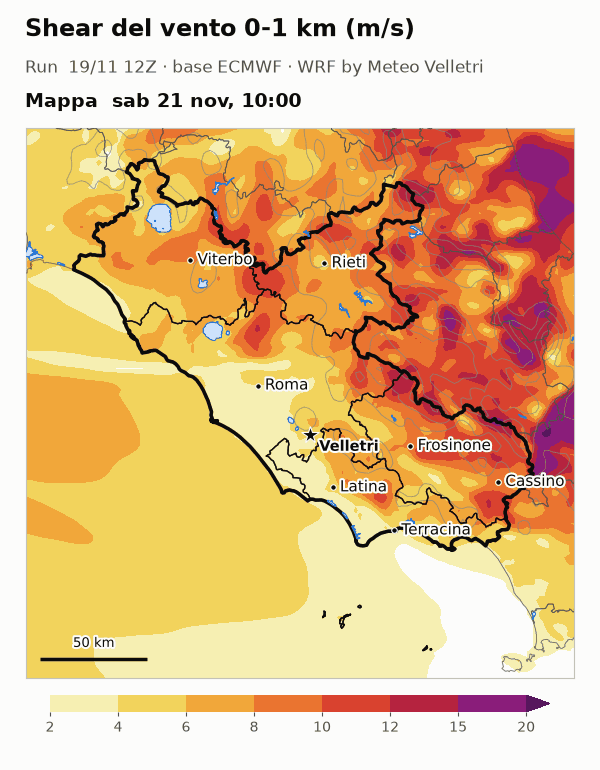 Shear del vento 0-1 km (m/s)
Run 19/11 12Z · base ECMWF · WRF by Meteo Velletri
Mappa sab 21 nov, 10:00
Viterbo
Rieti
Roma
Velletri
Frosinone
Latina
Cassino
Terracina
50 km
2 4 6 8 10 12 15 20